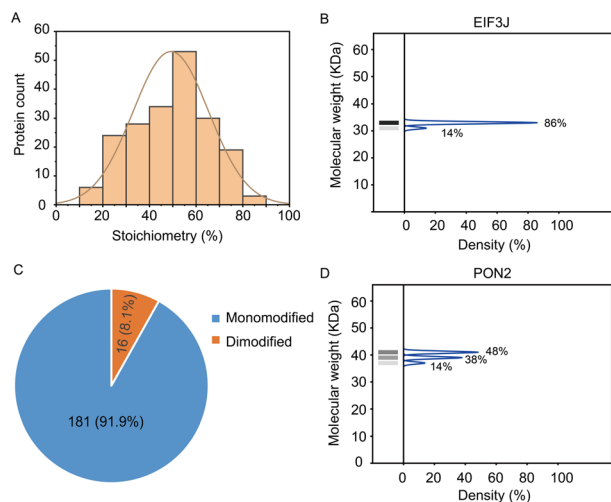 A
60
50
40
30
20
10
0
Protein count
0 20 40 60 80 100
Stoichiometry (%)
B
EIF3J
60
50
40
30
20
10
Molecular weight (KDa)
86%
14%
0 20 40 60 80 100
Density (%)
C
16 (8.1%)
181 (91.9%)
Monomodified
Dimodified
D
PON2
60
50
40
30
20
10
0
Molecular weight (KDa)
48%
38%
14%
0 20 40 60 80 100
Density (%)